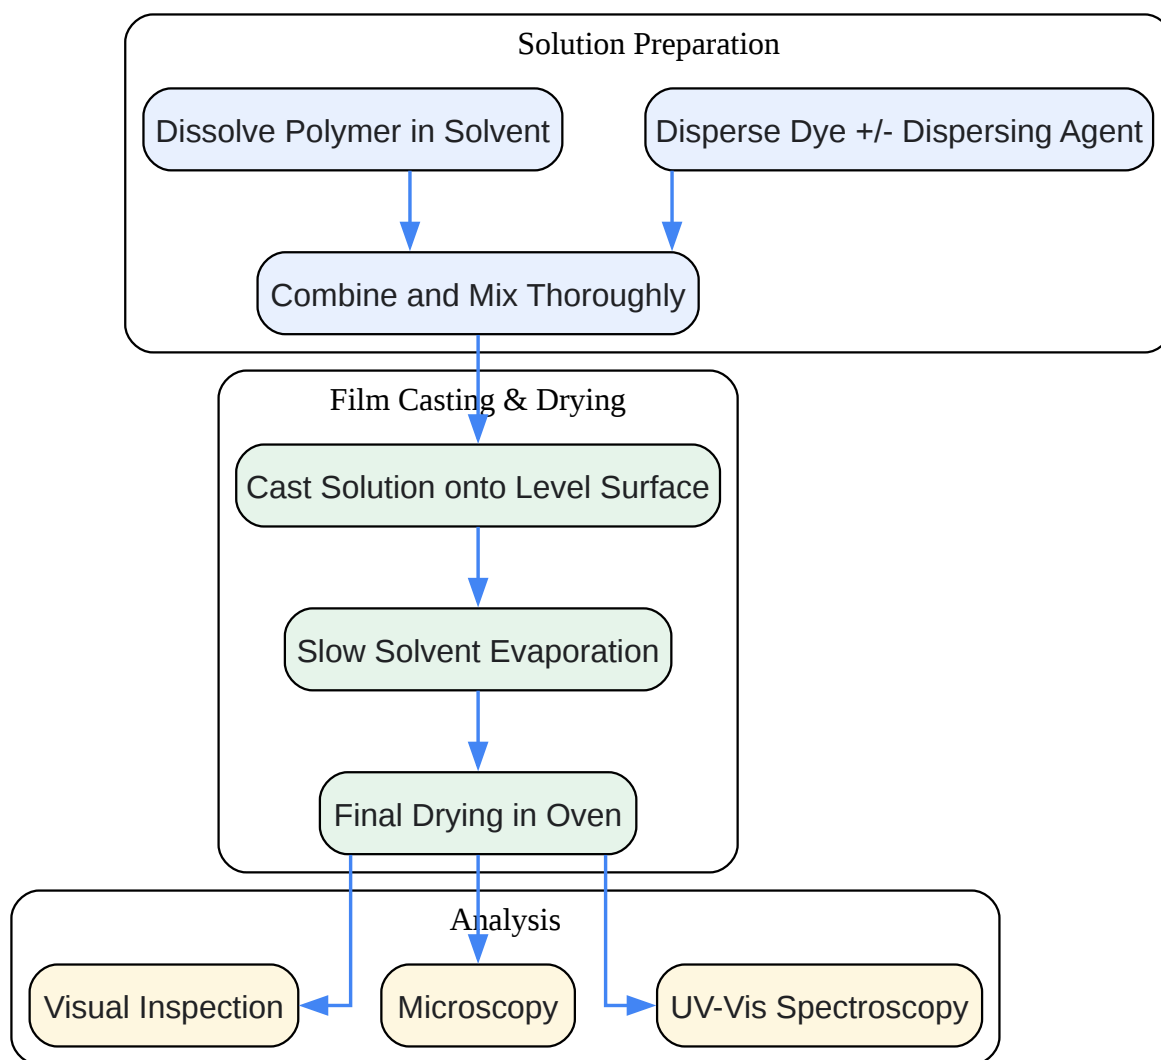 Solution Preparation
Dissolve Polymer in Solvent
Disperse Dye +/- Dispersing Agent
Combine and Mix Thoroughly
Film Casting & Drying
Cast Solution onto Level Surface
Slow Solvent Evaporation
Final Drying in Oven
Analysis
Visual Inspection
Microscopy
UV-Vis Spectroscopy